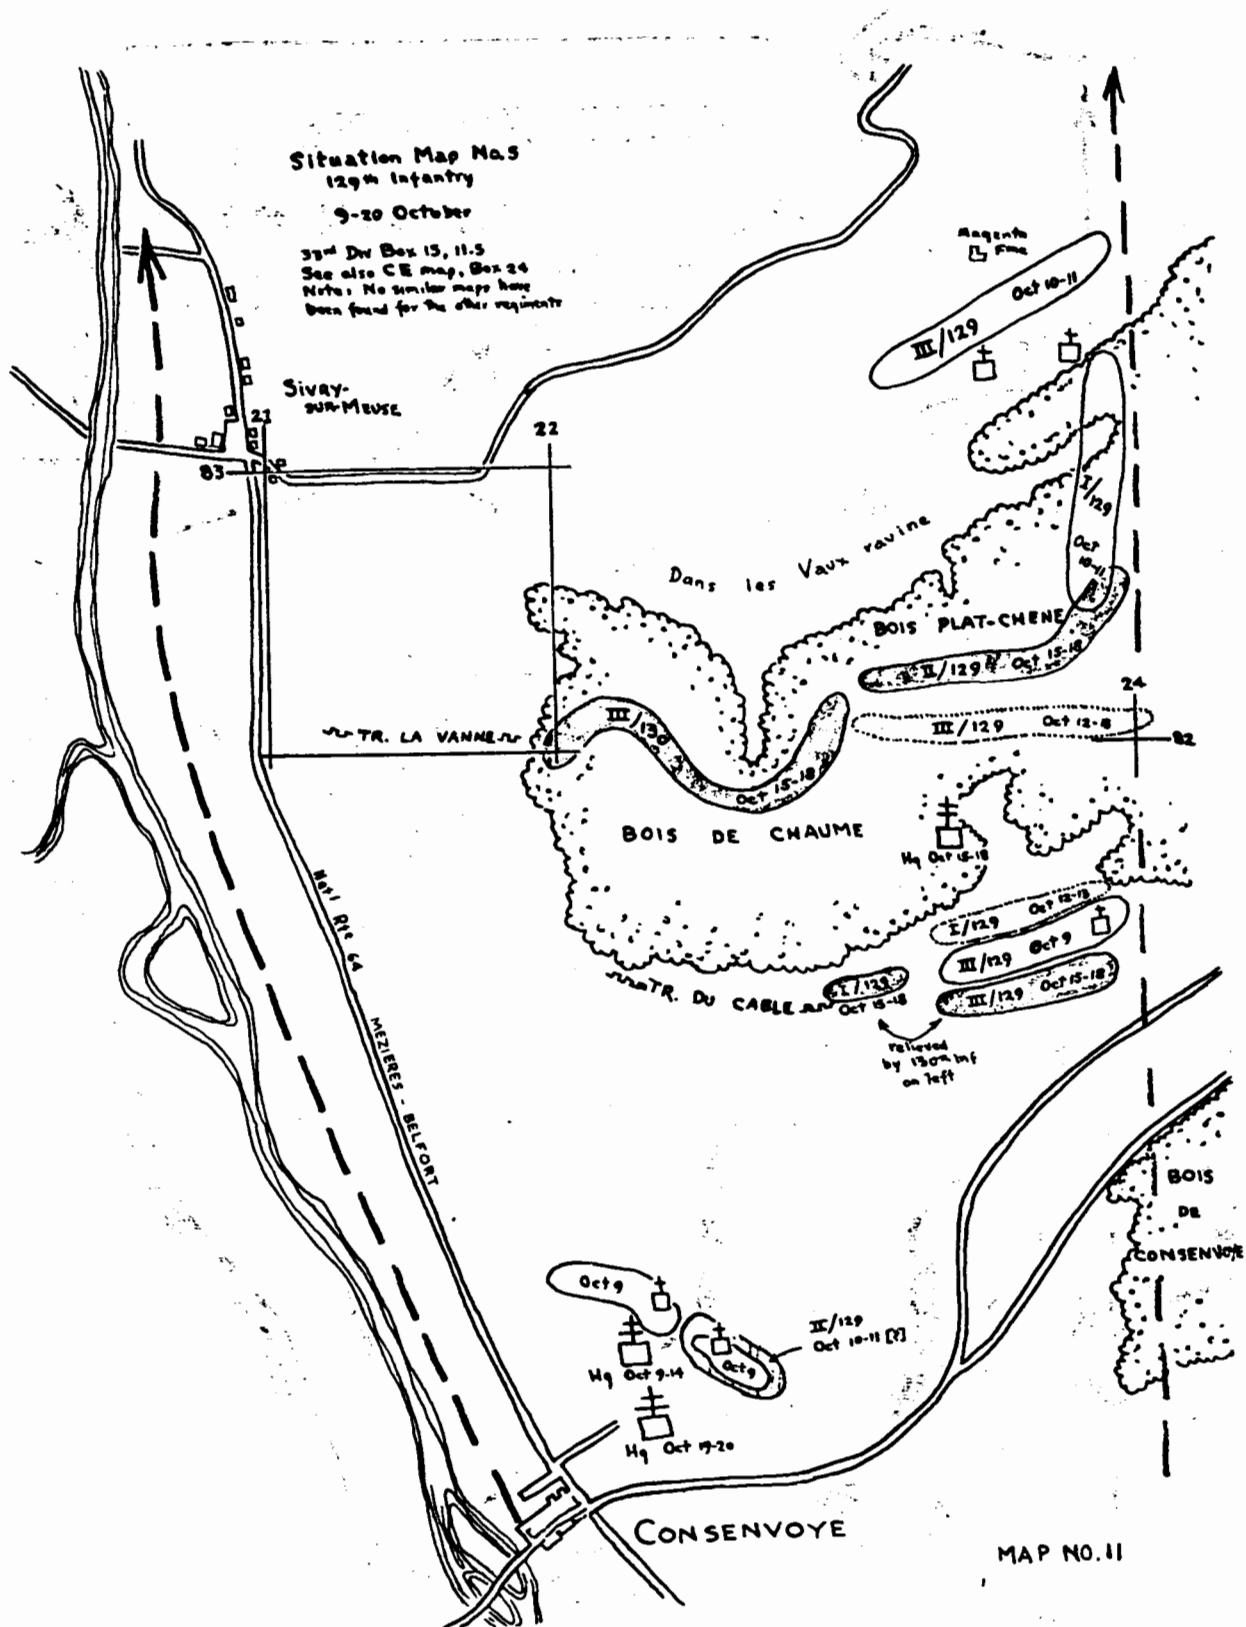 Situation Map No.5
129th Infantry
9-20 October
33rd Div Box 15, 11.5
See also CE map, Box 24
Note: No similar maps have
been found for the other regiments
Magenta
Fme
Oct 10-11
III/129
SIVRY-
SUR-MEUSE
21
22
83
I/129
Oct
10-11
Dans les Vaux ravine
BOIS PLAT-CHENE
II/129 Oct 15-18
24
III/130
Oct 15-18
TR. LA VANNE
III/129 Oct 12-
82
BOIS DE CHAUME
Hq Oct 15-18
Nat'l Rte 64
MEZIERES - BELFORT
I/129 Oct 12-13
III/129 Oct 9
III/129 Oct 15-18
TR. DU CABLE
I/129
Oct 15-18
relieved
by 130th Inf
on left
BOIS
DE
CONSENVOYE
Oct 9
Oct 9
II/129
Oct 10-11 [?]
Hq Oct 9-14
Hq Oct 19-20
CONSENVOYE
MAP NO. 11